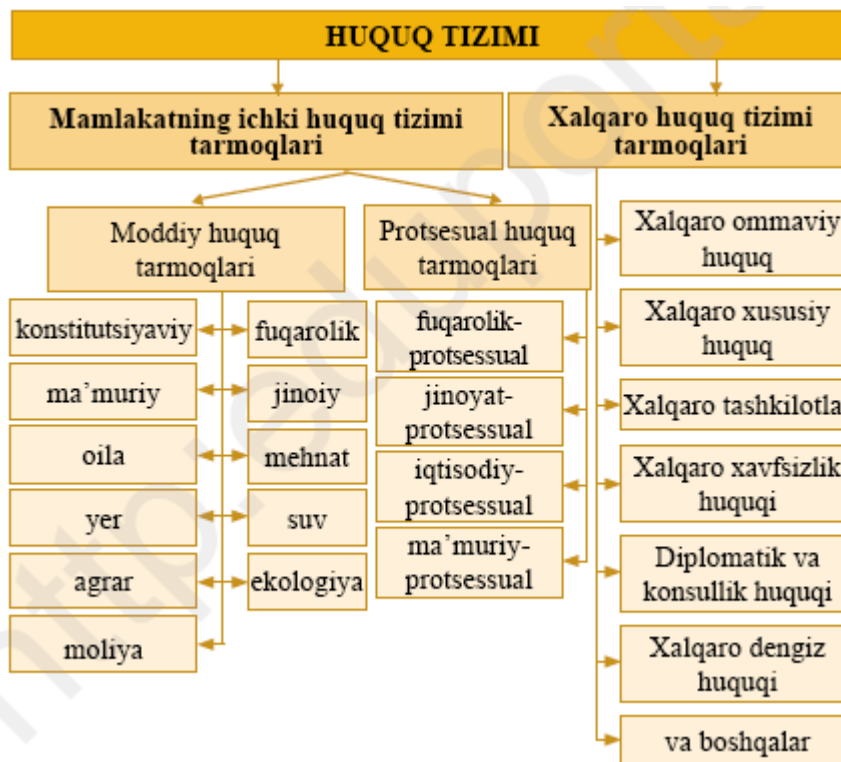 HUQUQ TIZIMI
Mamlakatning ichki huquq tizimi
tarmoqlari
Xalqaro huquq tizimi
tarmoqlari
Moddiy huquq
tarmoqlari
Protsesual huquq
tarmoqlari
konstitutsiyaviy
ma’muriy
oila
yer
agrar
moliya
fuqarolik
jinoiy
mehnat
suv
ekologiya
fuqarolik-
protsessual
jinoyat-
protsessual
iqtisodiy-
protsessual
ma’muriy-
protsessual
Xalqaro ommaviy
huquq
Xalqaro xususiy
huquq
Xalqaro tashkilotla
Xalqaro xavfsizlik
huquqi
Diplomatik va
konsullik huquqi
Xalqaro dengiz
huquqi
va boshqalar